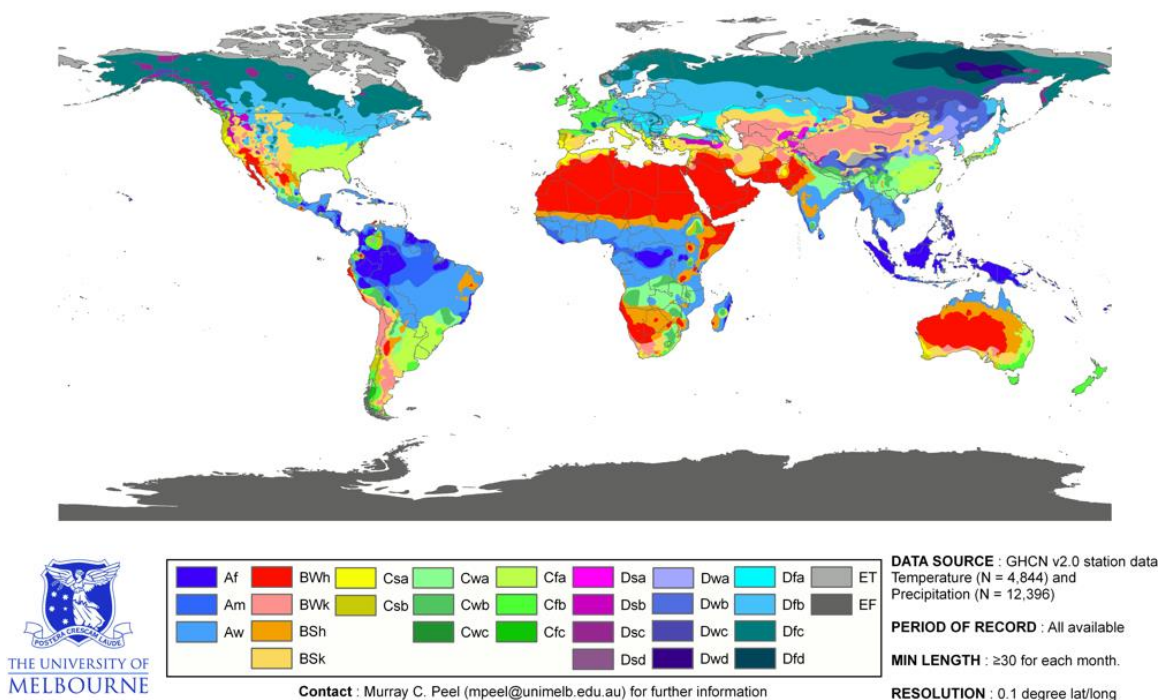 POSTERA CRESCAM LAUDE
THE UNIVERSITY OF
MELBOURNE
Af BWh Csa Cwa Cfa Dsa Dwa Dfa ET
Am BWk Csb Cwb Cfb Dsb Dwb Dfb EF
Aw BSh Cwc Cfc Dsc Dwc Dfc
BSk Dsd Dwd Dfd
Contact : Murray C. Peel (mpeel@unimelb.edu.au) for further information
DATA SOURCE : GHCN v2.0 station data
Temperature (N = 4,844) and
Precipitation (N = 12,396)
PERIOD OF RECORD : All available
MIN LENGTH : ≥30 for each month.
RESOLUTION : 0.1 degree lat/long